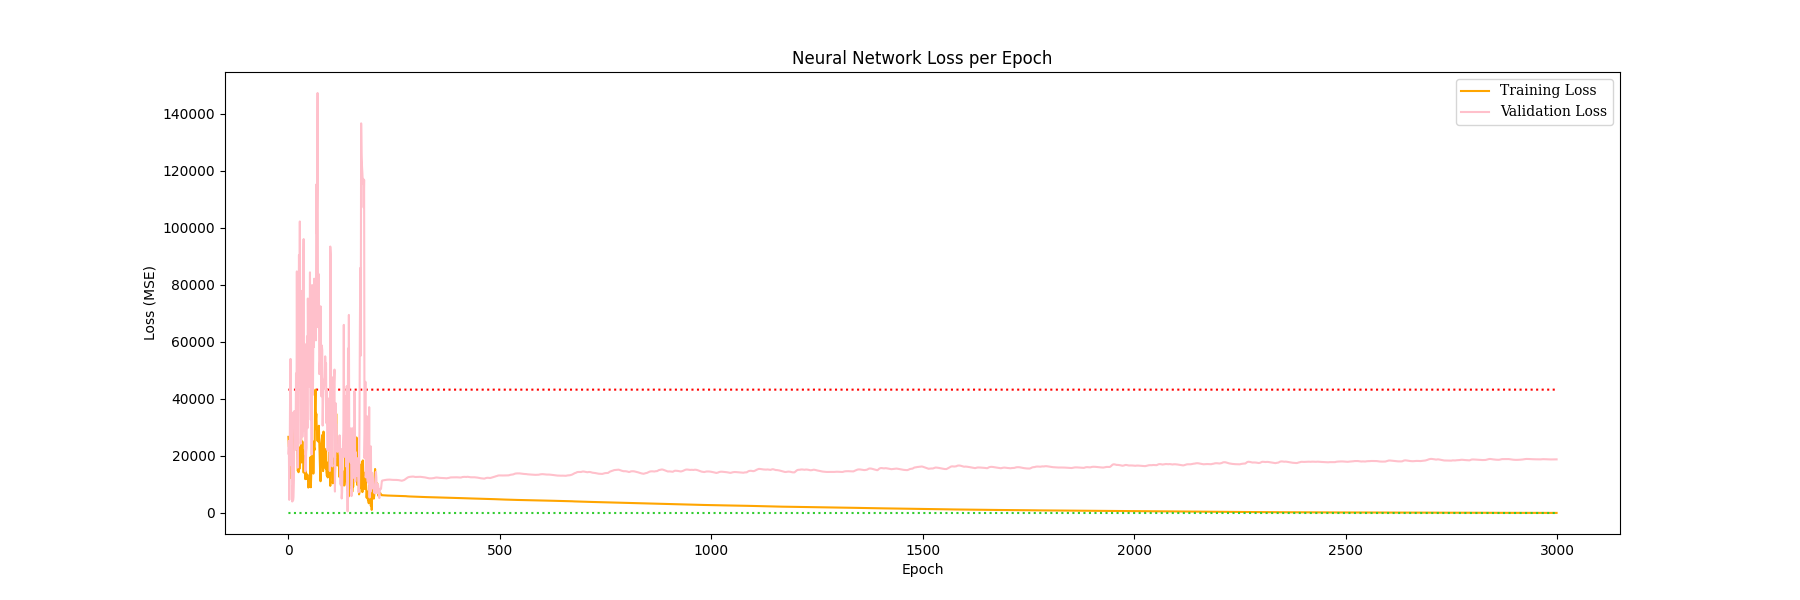 Neural Network Loss per Epoch
Training Loss
Validation Loss
140000
120000
100000
80000
60000
40000
20000
0
Loss (MSE)
0 500 1000 1500 2000 2500 3000
Epoch